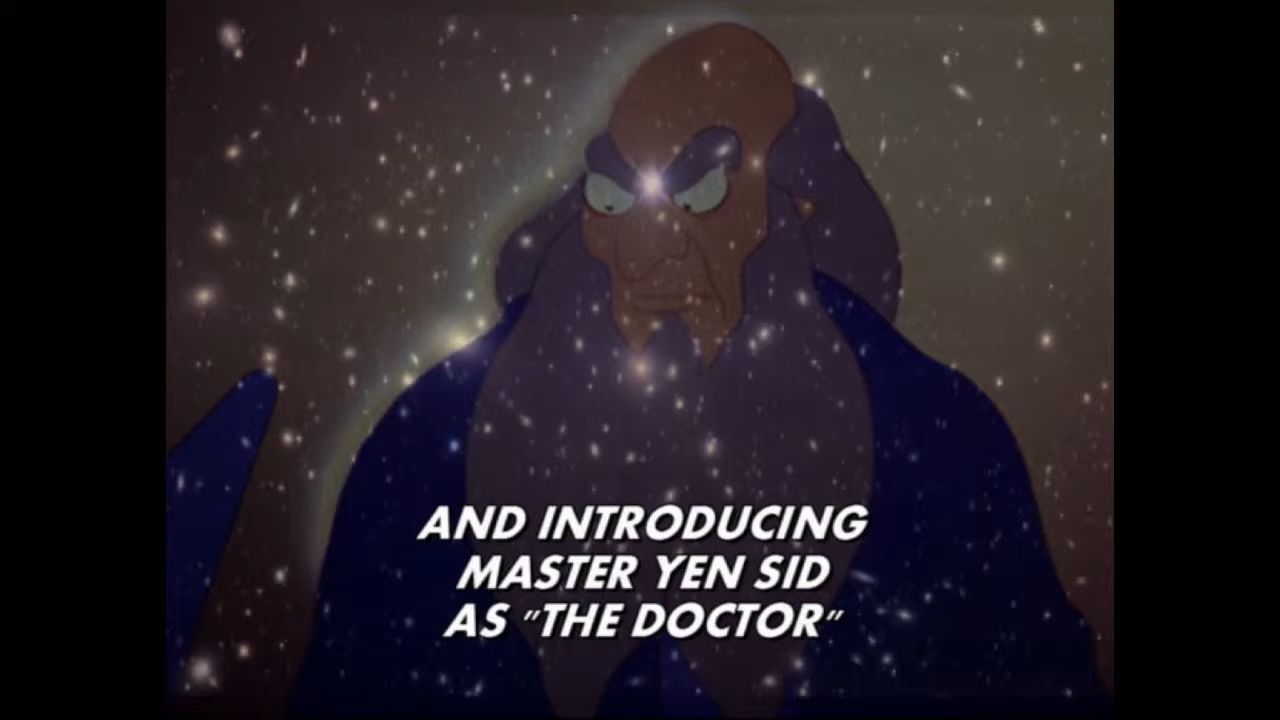 AND INTRODUCING
MASTER YEN SID
AS "THE DOCTOR"